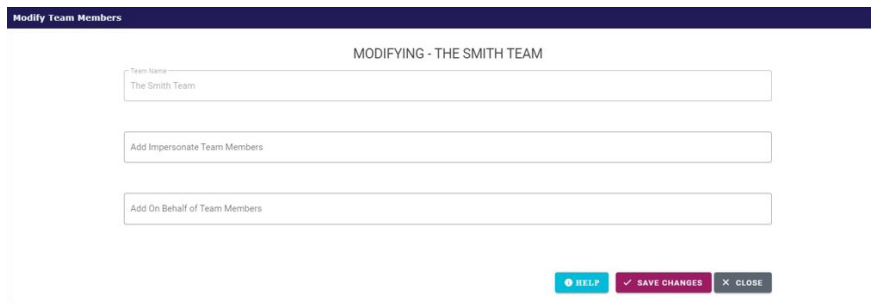 Modify Team Members
MODIFYING - THE SMITH TEAM
Team Name
The Smith Team
Add Impersonate Team Members
Add On Behalf of Team Members
HELP SAVE CHANGES CLOSE